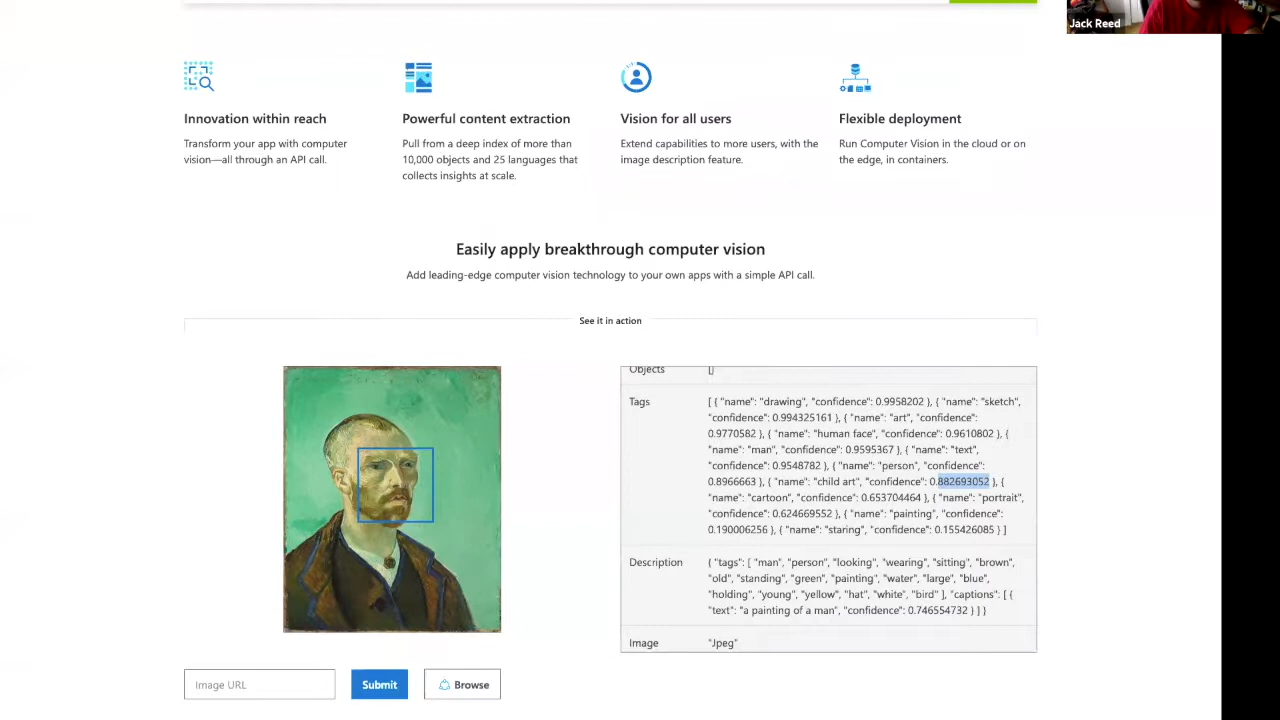 Jack Reed
Innovation within reach
Transform your app with computer
vision—all through an API call.
Powerful content extraction
Pull from a deep index of more than
10,000 objects and 25 languages that
collects insights at scale.
Vision for all users
Extend capabilities to more users, with the
image description feature.
Flexible deployment
Run Computer Vision in the cloud or on
the edge, in containers.
Easily apply breakthrough computer vision
Add leading-edge computer vision technology to your own apps with a simple API call.
See it in action
Objects []
Tags [ { "name": "drawing", "confidence": 0.9958202 }, { "name": "sketch",
"confidence": 0.994325161 }, { "name": "art", "confidence":
0.9770582 }, { "name": "human face", "confidence": 0.9610802 }, {
"name": "man", "confidence": 0.9595367 }, { "name": "text",
"confidence": 0.9548782 }, { "name": "person", "confidence":
0.8966663 }, { "name": "child art", "confidence": 0.882693052 }, {
"name": "cartoon", "confidence": 0.653704464 }, { "name": "portrait",
"confidence": 0.624669552 }, { "name": "painting", "confidence":
0.190006256 }, { "name": "staring", "confidence": 0.155426085 } ]
Description { "tags": [ "man", "person", "looking", "wearing", "sitting", "brown",
"old", "standing", "green", "painting", "water", "large", "blue",
"holding", "young", "yellow", "hat", "white", "bird" ], "captions": [ {
"text": "a painting of a man", "confidence": 0.746554732 } ] }
Image "Jpeg"
Image URL
Submit
Browse